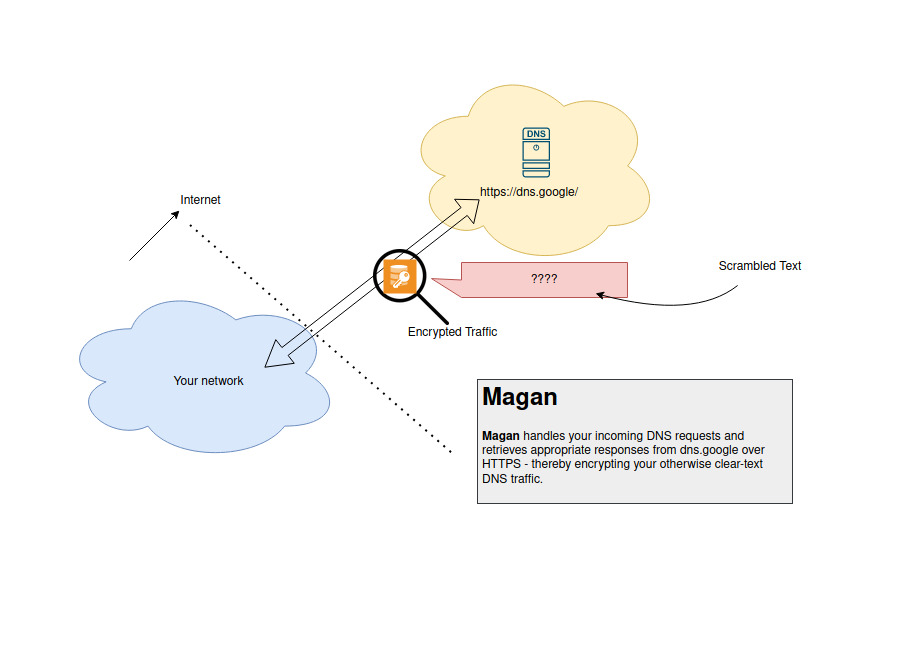 DNS
https://dns.google/
Internet
Scrambled Text
????
Encrypted Traffic
Your network
Magan
Magan handles your incoming DNS requests and
retrieves appropriate responses from dns.google over
HTTPS - thereby encrypting your otherwise clear-text
DNS traffic.